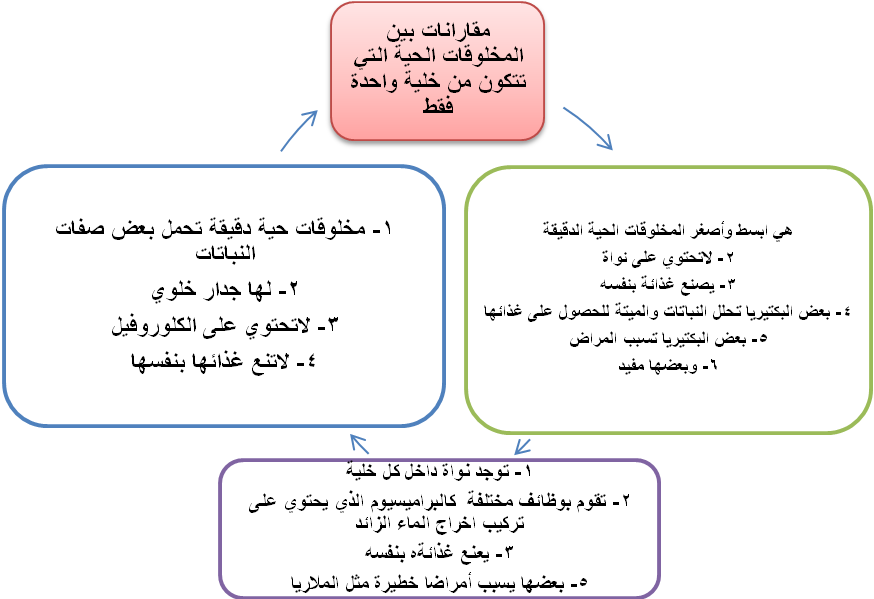 مقارانات بين
المخلوقات الحية التي
تتكون من خلية واحدة
فقط
هي ابسط وأصغر المخلوقات الحية الدقيقة
٢- لاتحتوي على نواة
٣- يصنع غذائة بنفسه
٤- بعض البكتيريا تحلل النباتات والميتة للحصول على غذائها
٥- بعض البكتيريا تسبب المراض
٦- وبعضها مفيد
١- توجد نواة داخل كل خلية
٢- تقوم بوظائف مختلفة كالبراميسيوم الذي يحتوي على
تركيب اخراج الماء الزائد
٣- يعنع غذائةه بنفسه
٥- بعضها يسبب أمراضا خطيرة مثل الملاريا
١- مخلوقات حية دقيقة تحمل بعض صفات
النباتات
٢- لها جدار خلوي
٣- لاتحتوي على الكلوروفيل
٤- لاتنع غذائها بنفسها